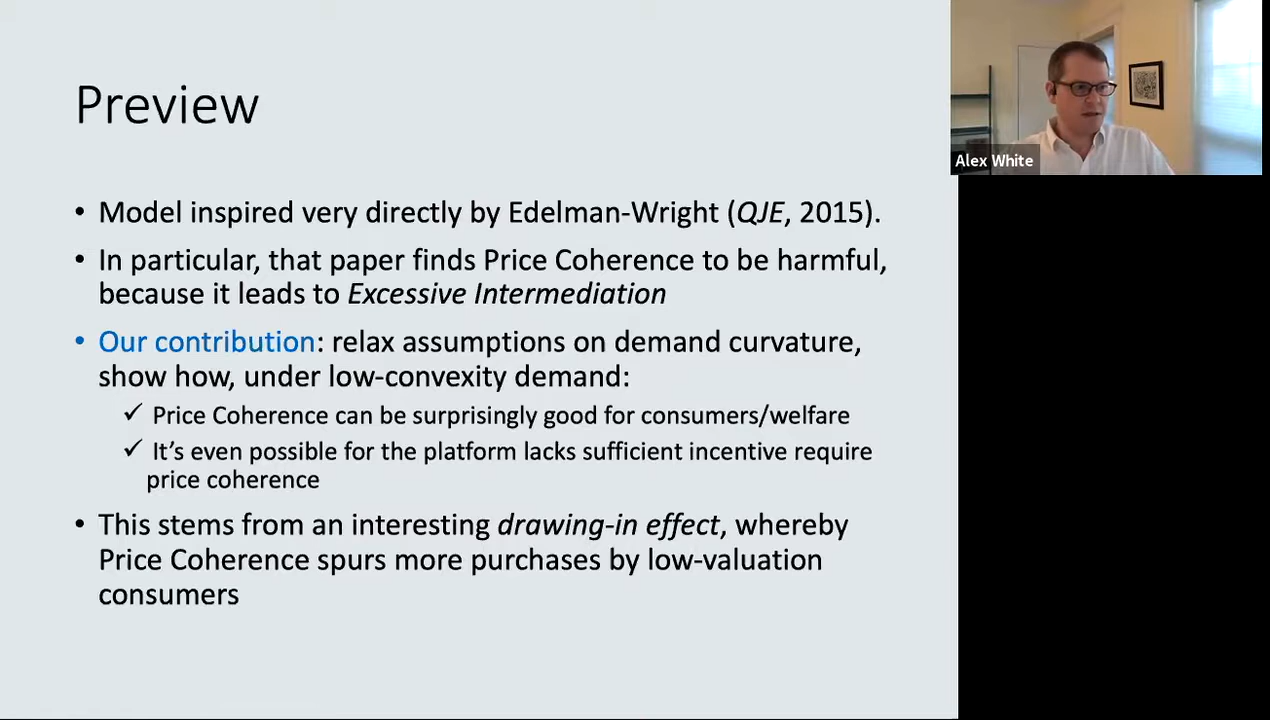 Preview
• Model inspired very directly by Edelman-Wright (QJE, 2015).
• In particular, that paper finds Price Coherence to be harmful,
because it leads to Excessive Intermediation
• Our contribution: relax assumptions on demand curvature,
show how, under low-convexity demand:
✓ Price Coherence can be surprisingly good for consumers/welfare
✓ It's even possible for the platform lacks sufficient incentive require
price coherence
• This stems from an interesting drawing-in effect, whereby
Price Coherence spurs more purchases by low-valuation
consumers
Alex White